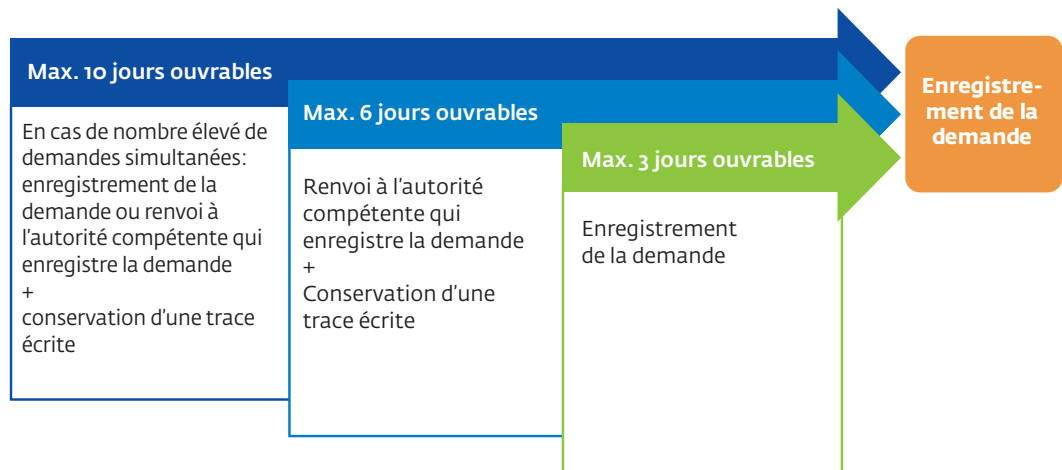 Max. 10 jours ouvrables
En cas de nombre élevé de
demandes simultanées:
enregistrement de la
demande ou renvoi à
l'autorité compétente qui
enregistre la demande
+
conservation d'une trace
écrite
Max. 6 jours ouvrables
Renvoi à l'autorité
compétente qui
enregistre la demande
+
Conservation d'une
trace écrite
Max. 3 jours ouvrables
Enregistrement
de la demande
Enregistre-
ment de la
demande